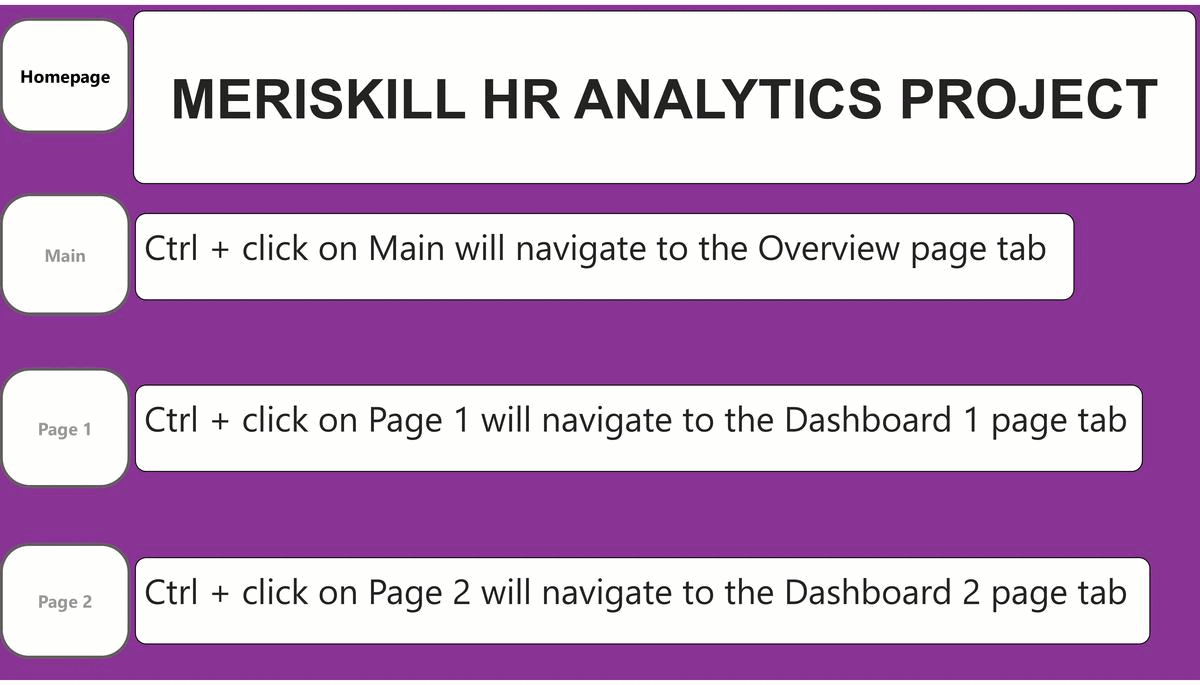 Homepage
MERISKILL HR ANALYTICS PROJECT
Main
Ctrl + click on Main will navigate to the Overview page tab
Page 1
Ctrl + click on Page 1 will navigate to the Dashboard 1 page tab
Page 2
Ctrl + click on Page 2 will navigate to the Dashboard 2 page tab